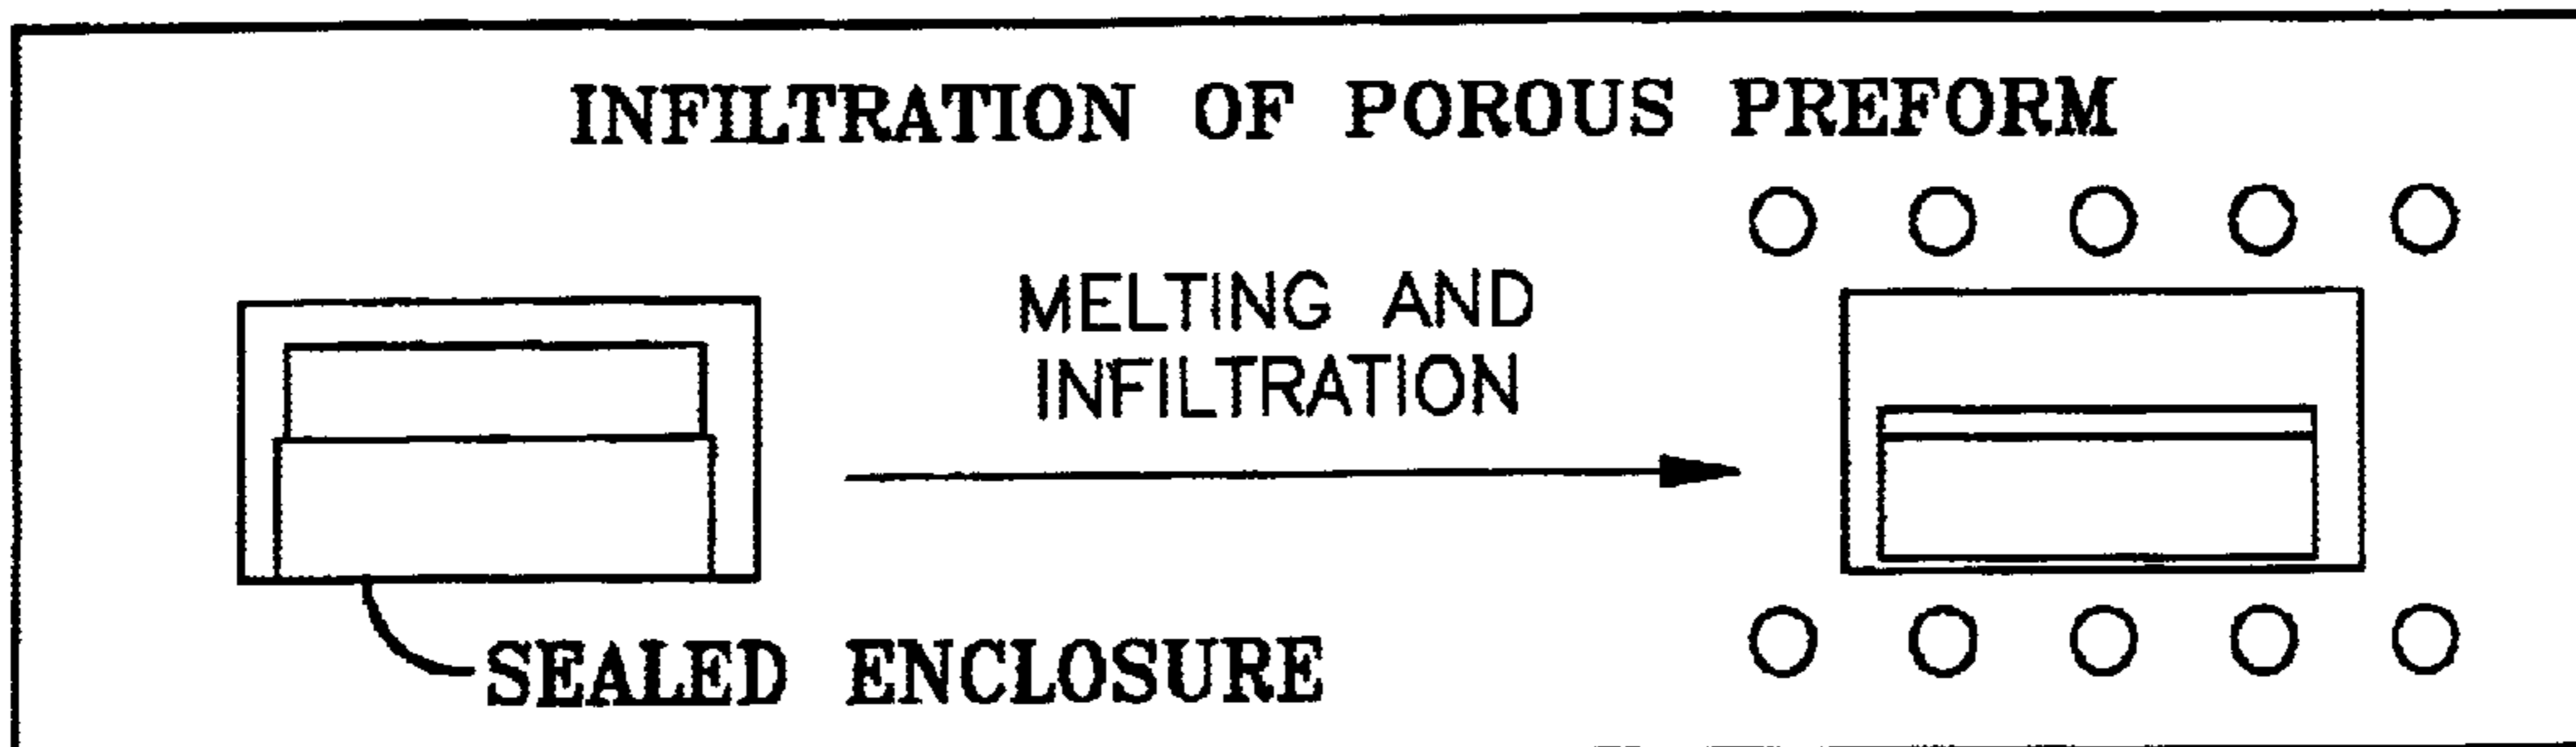 INFILTRATION OF POROUS PREFORM
MELTING AND
INFILTRATION
SEALED ENCLOSURE